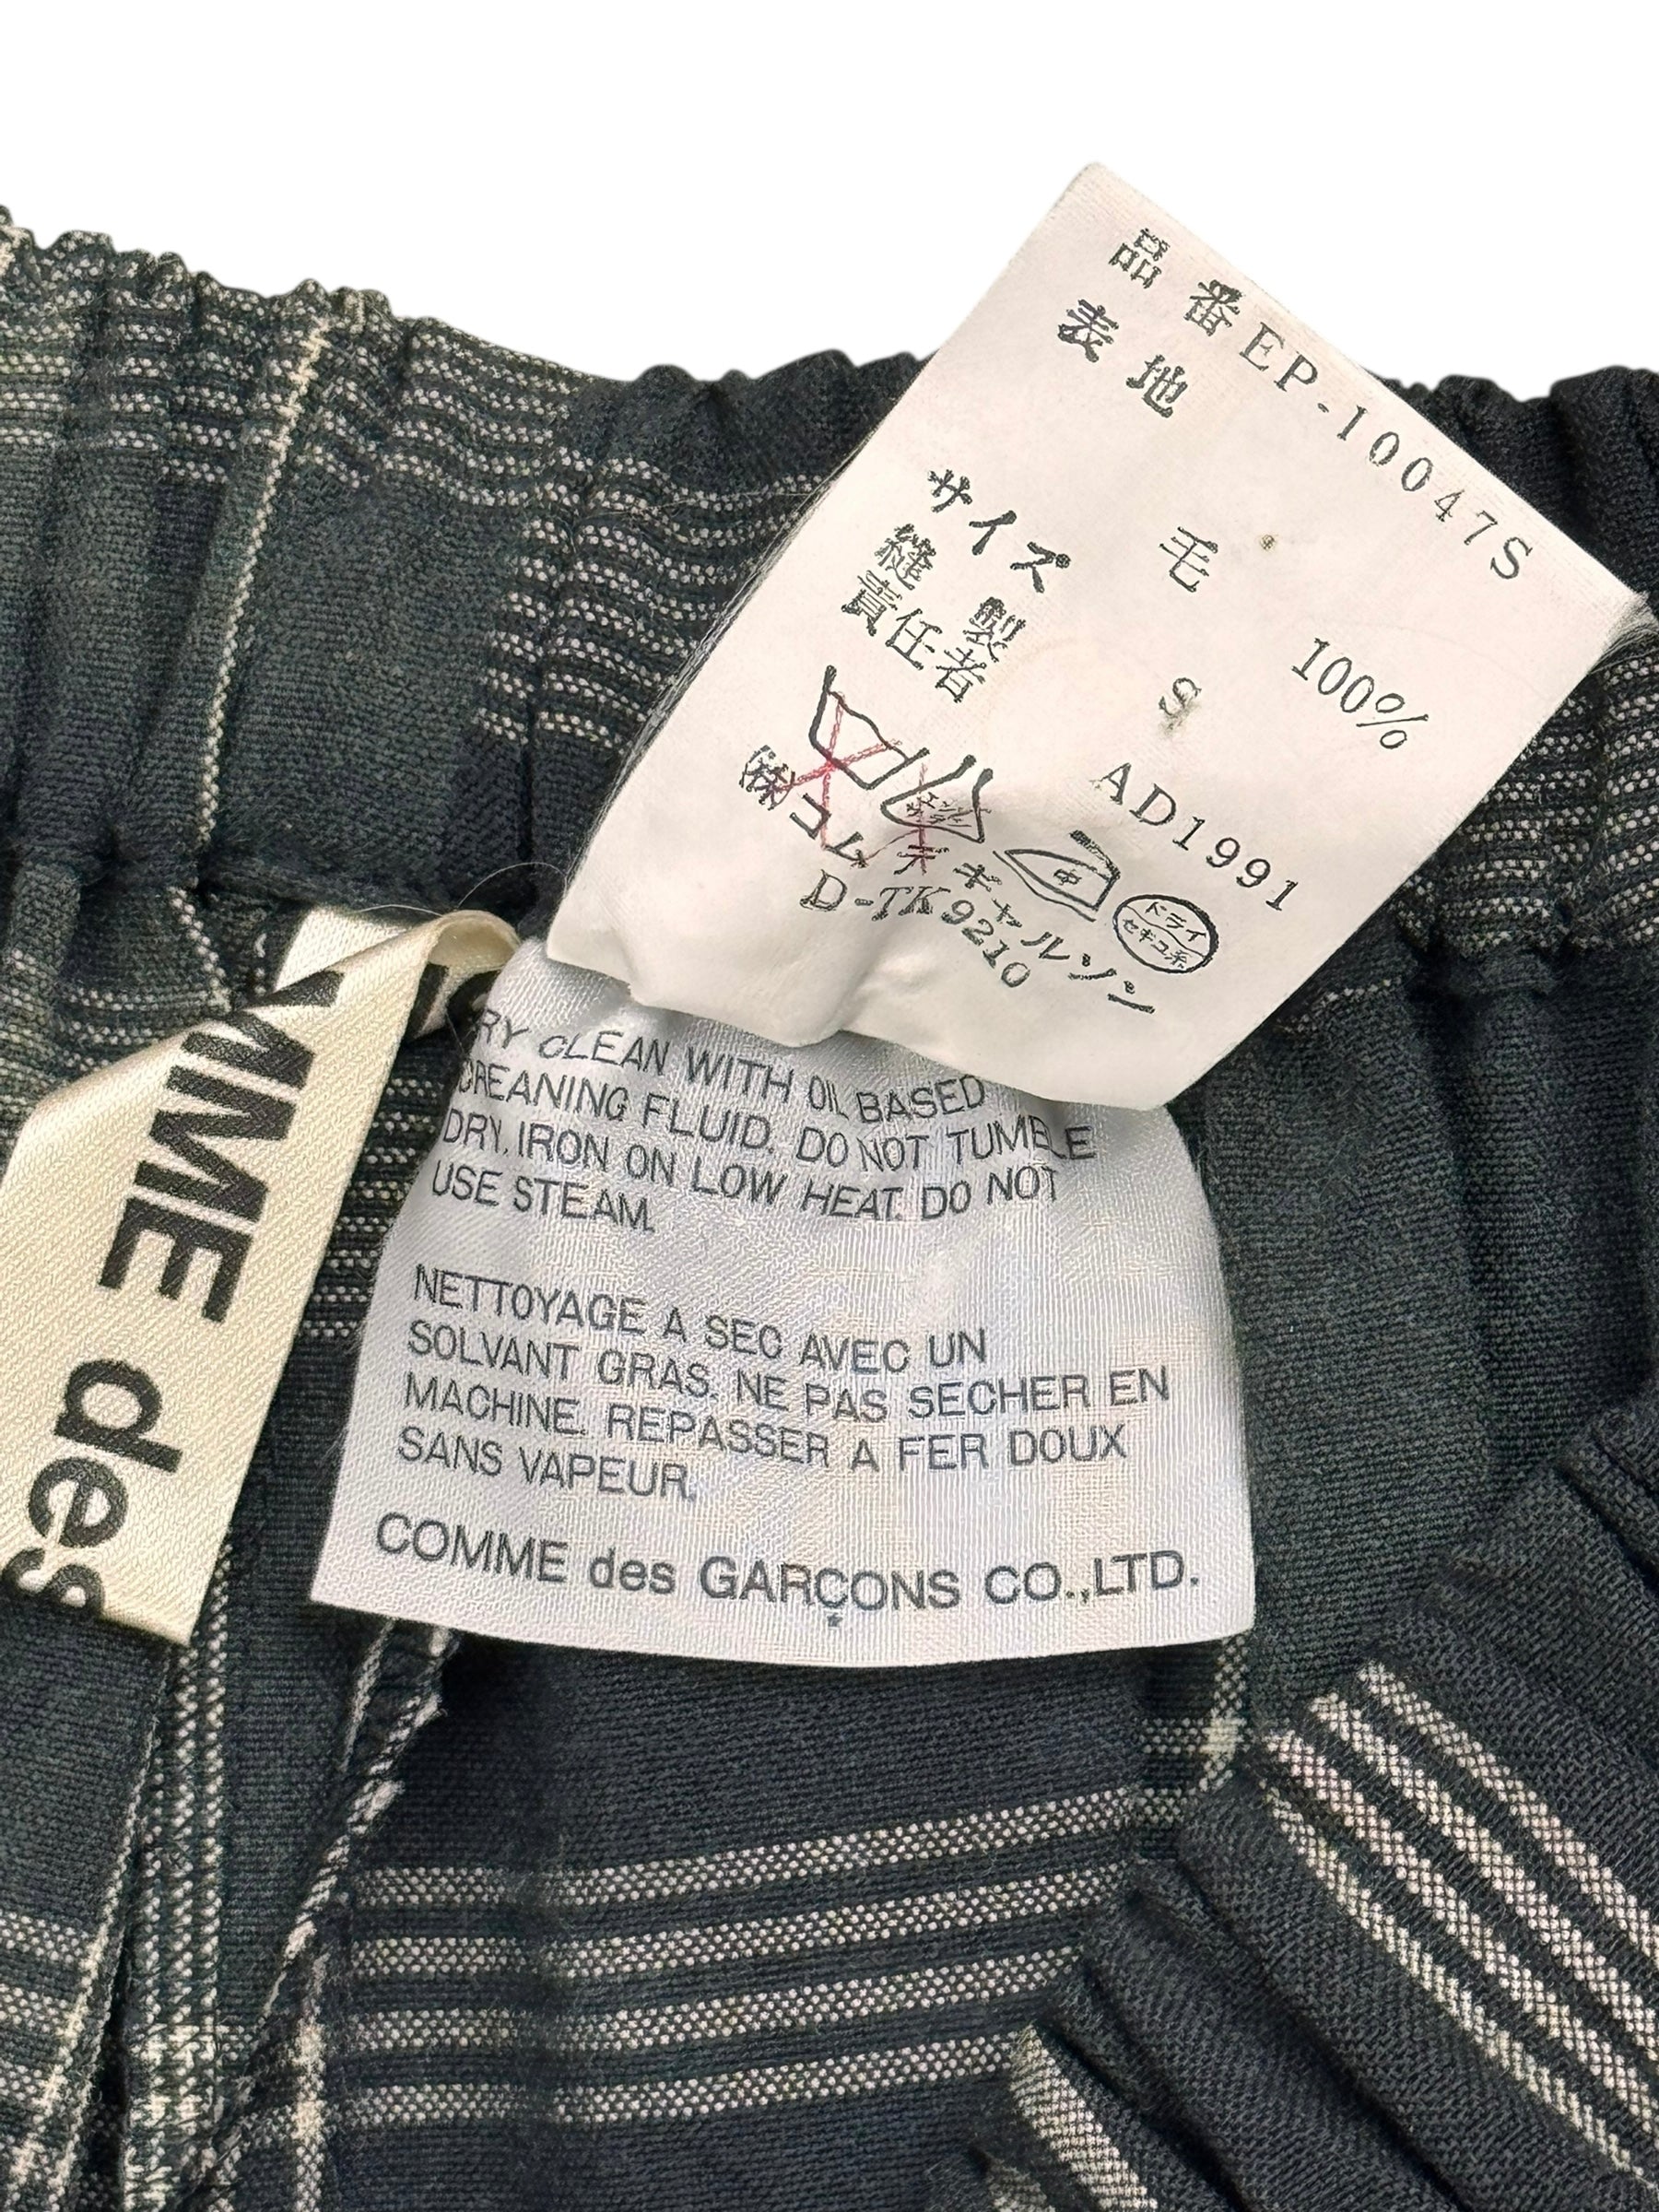 品番EP-10047S
表地
毛 100%
サイズ S
縫製 AD1991
責任者
中
ドライ
セキユ系
㈱コム デ ギャルソン
D-TK9210
RY CLEAN WITH OIL BASED
CREANING FLUID. DO NOT TUMBLE
DRY. IRON ON LOW HEAT. DO NOT
USE STEAM.
NETTOYAGE A SEC AVEC UN
SOLVANT GRAS. NE PAS SECHER EN
MACHINE. REPASSER A FER DOUX
SANS VAPEUR.
COMME des GARÇONS CO.,LTD.
MME des